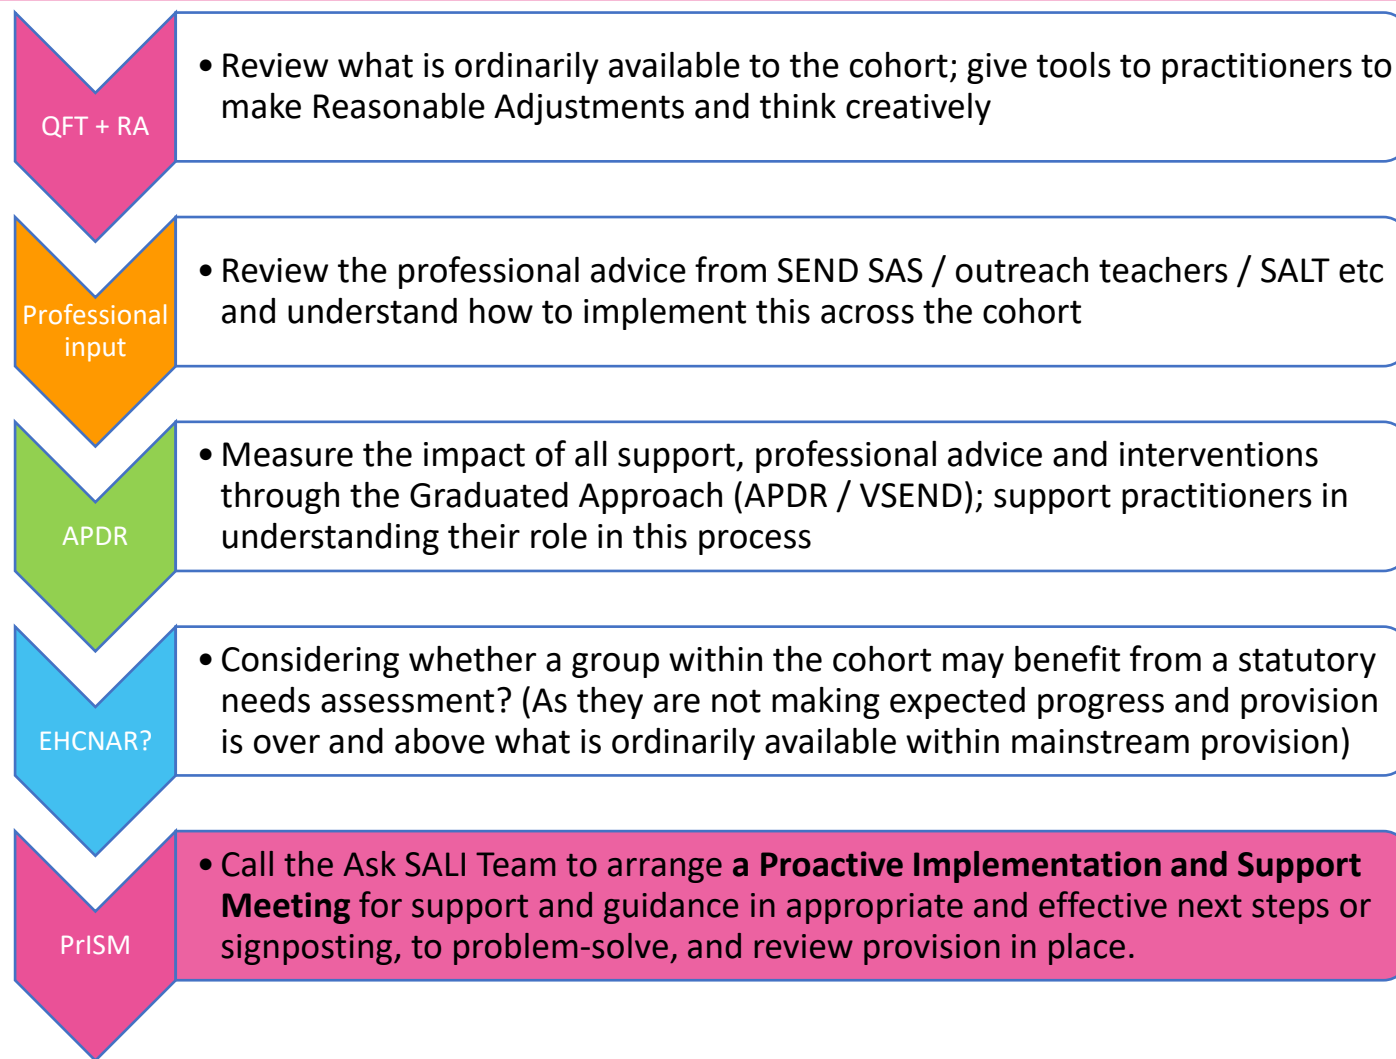 QFT + RA
• Review what is ordinarily available to the cohort; give tools to practitioners to
make Reasonable Adjustments and think creatively
Professional
input
• Review the professional advice from SEND SAS / outreach teachers / SALT etc
and understand how to implement this across the cohort
APDR
• Measure the impact of all support, professional advice and interventions
through the Graduated Approach (APDR / VSEND); support practitioners in
understanding their role in this process
EHCNAR?
• Considering whether a group within the cohort may benefit from a statutory
needs assessment? (As they are not making expected progress and provision
is over and above what is ordinarily available within mainstream provision)
PrISM
• Call the Ask SALI Team to arrange a Proactive Implementation and Support
Meeting for support and guidance in appropriate and effective next steps or
signposting, to problem-solve, and review provision in place.